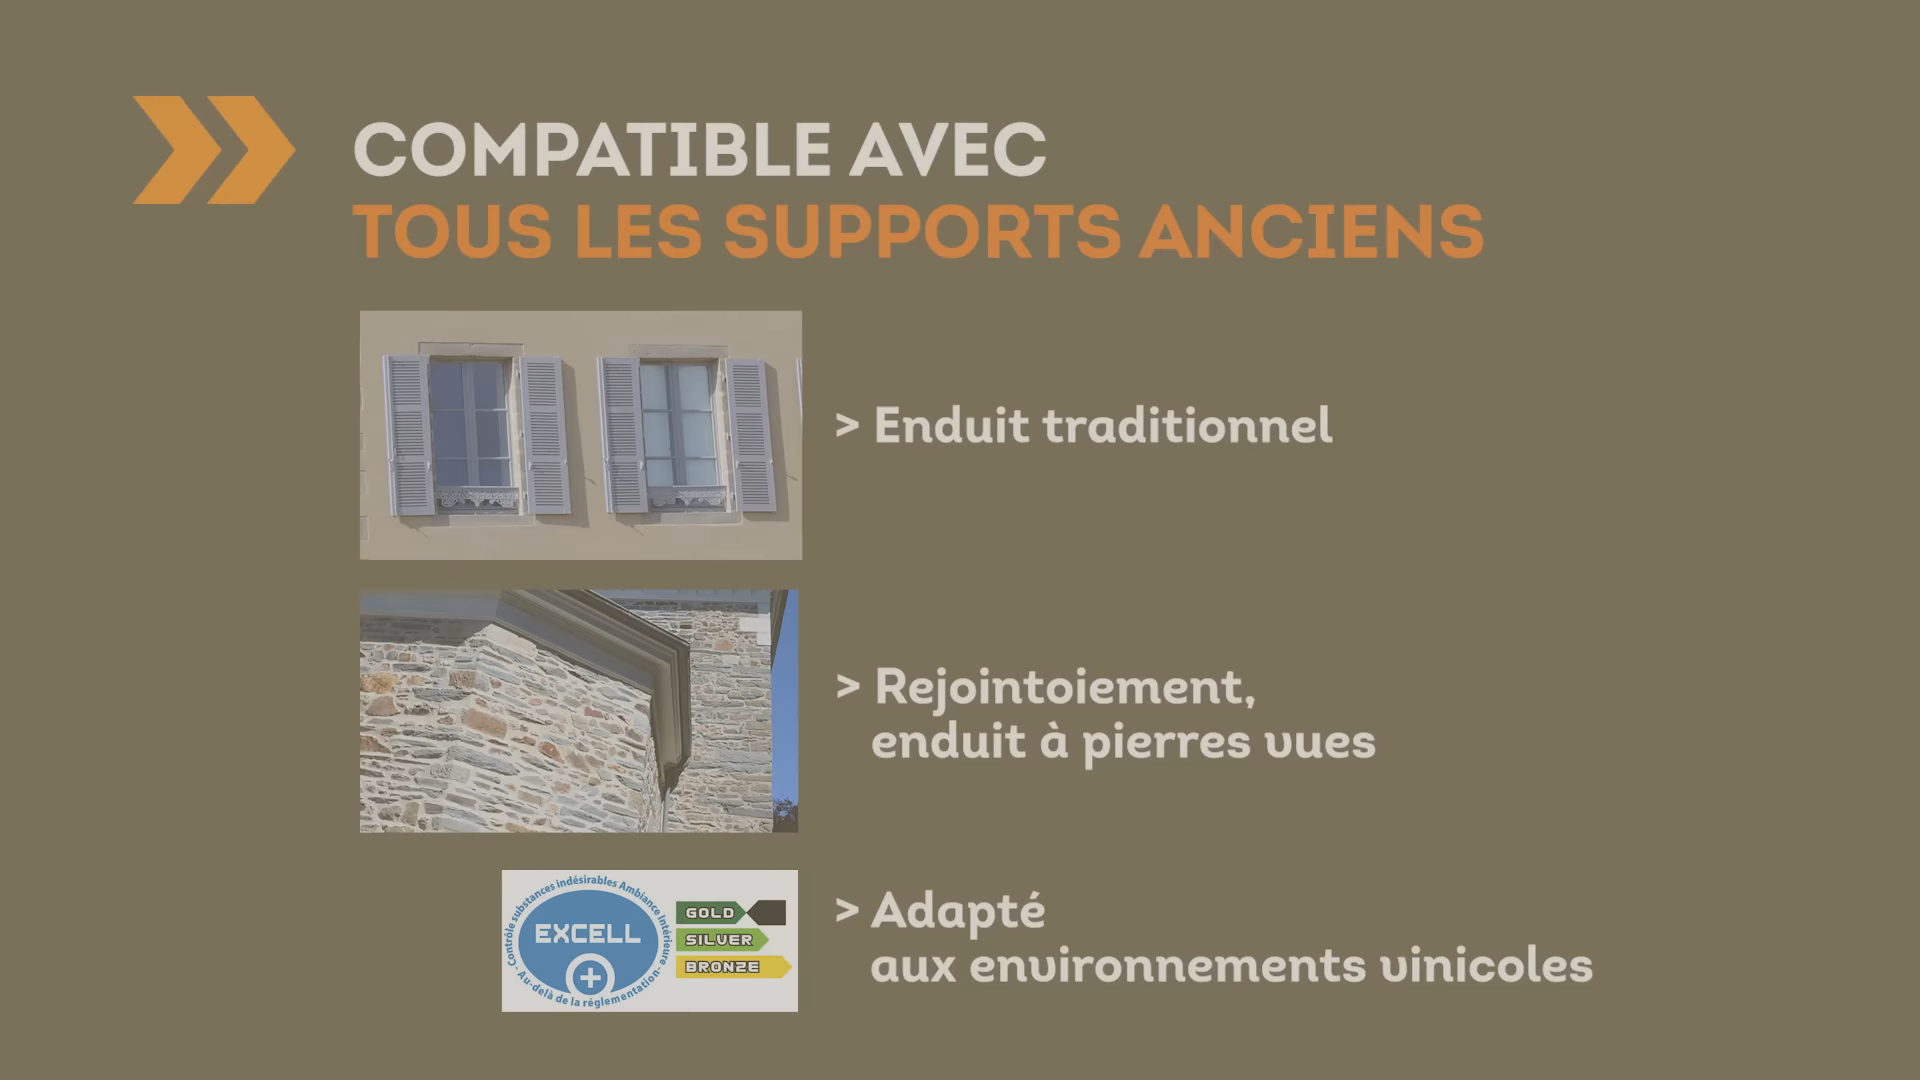 COMPATIBLE AVEC
TOUS LES SUPPORTS ANCIENS
> Enduit traditionnel
> Rejointoiement,
enduit à pierres vues
Contrôle substances indésirables Ambiance Intérieure
EXCELL
+
- Au-delà de la réglementation -
GOLD
SILVER
BRONZE
> Adapté
aux environnements vinicoles